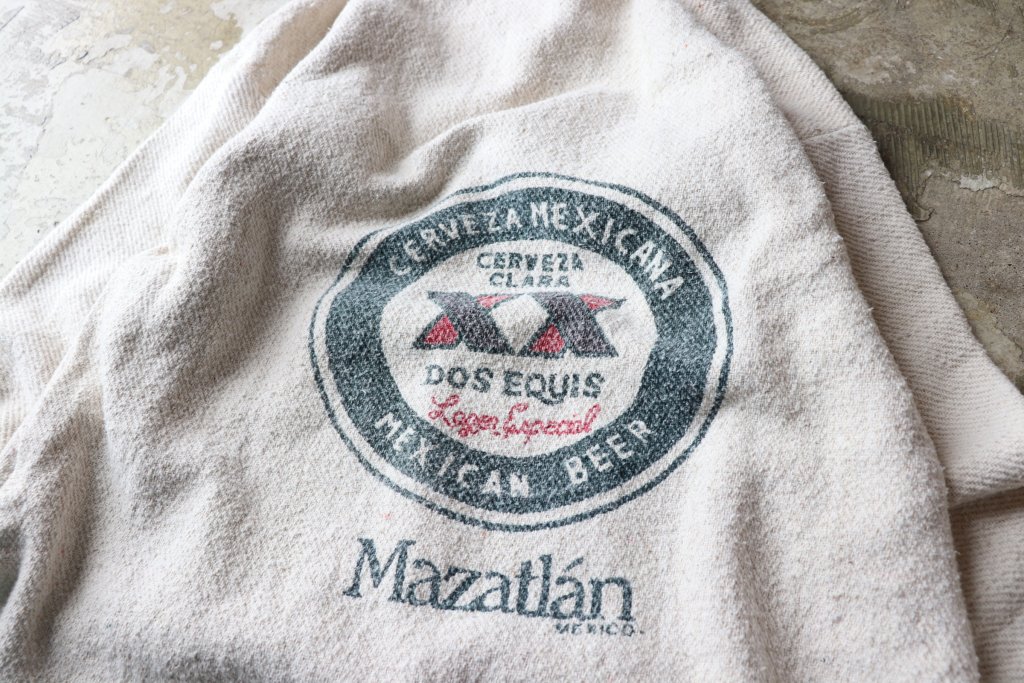 CERVEZA MEXICANA
CERVEZA
CLARA
XX
DOS EQUIS
Lager Especial
MEXICAN BEER
Mazatlán
MEXICO